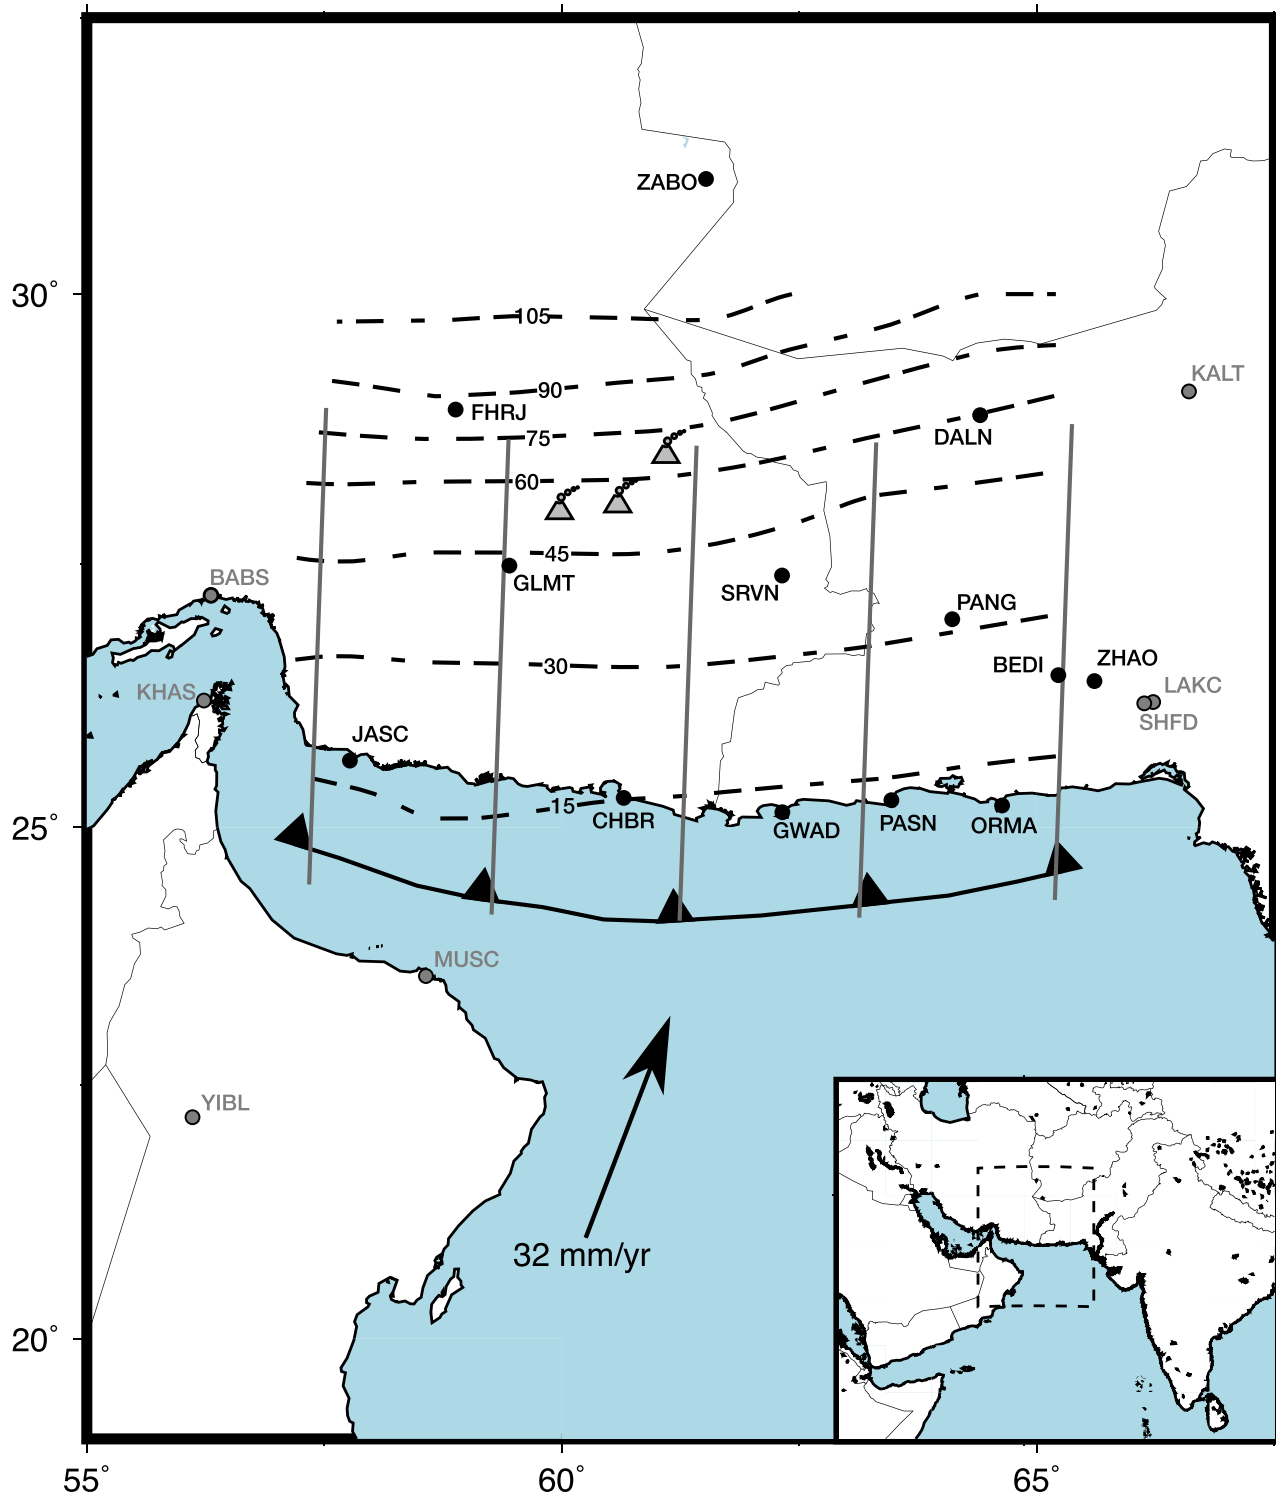 ZABO
30°
105
KALT
90
FHRJ
75
DALN
60
45
BABS
GLMT
SRVN
PANG
30
BEDI
ZHAO
KHAS
LAKC
SHFD
JASC
15
25°
CHBR
GWAD
PASN
ORMA
MUSC
YIBL
32 mm/yr
20°
55°
60°
65°